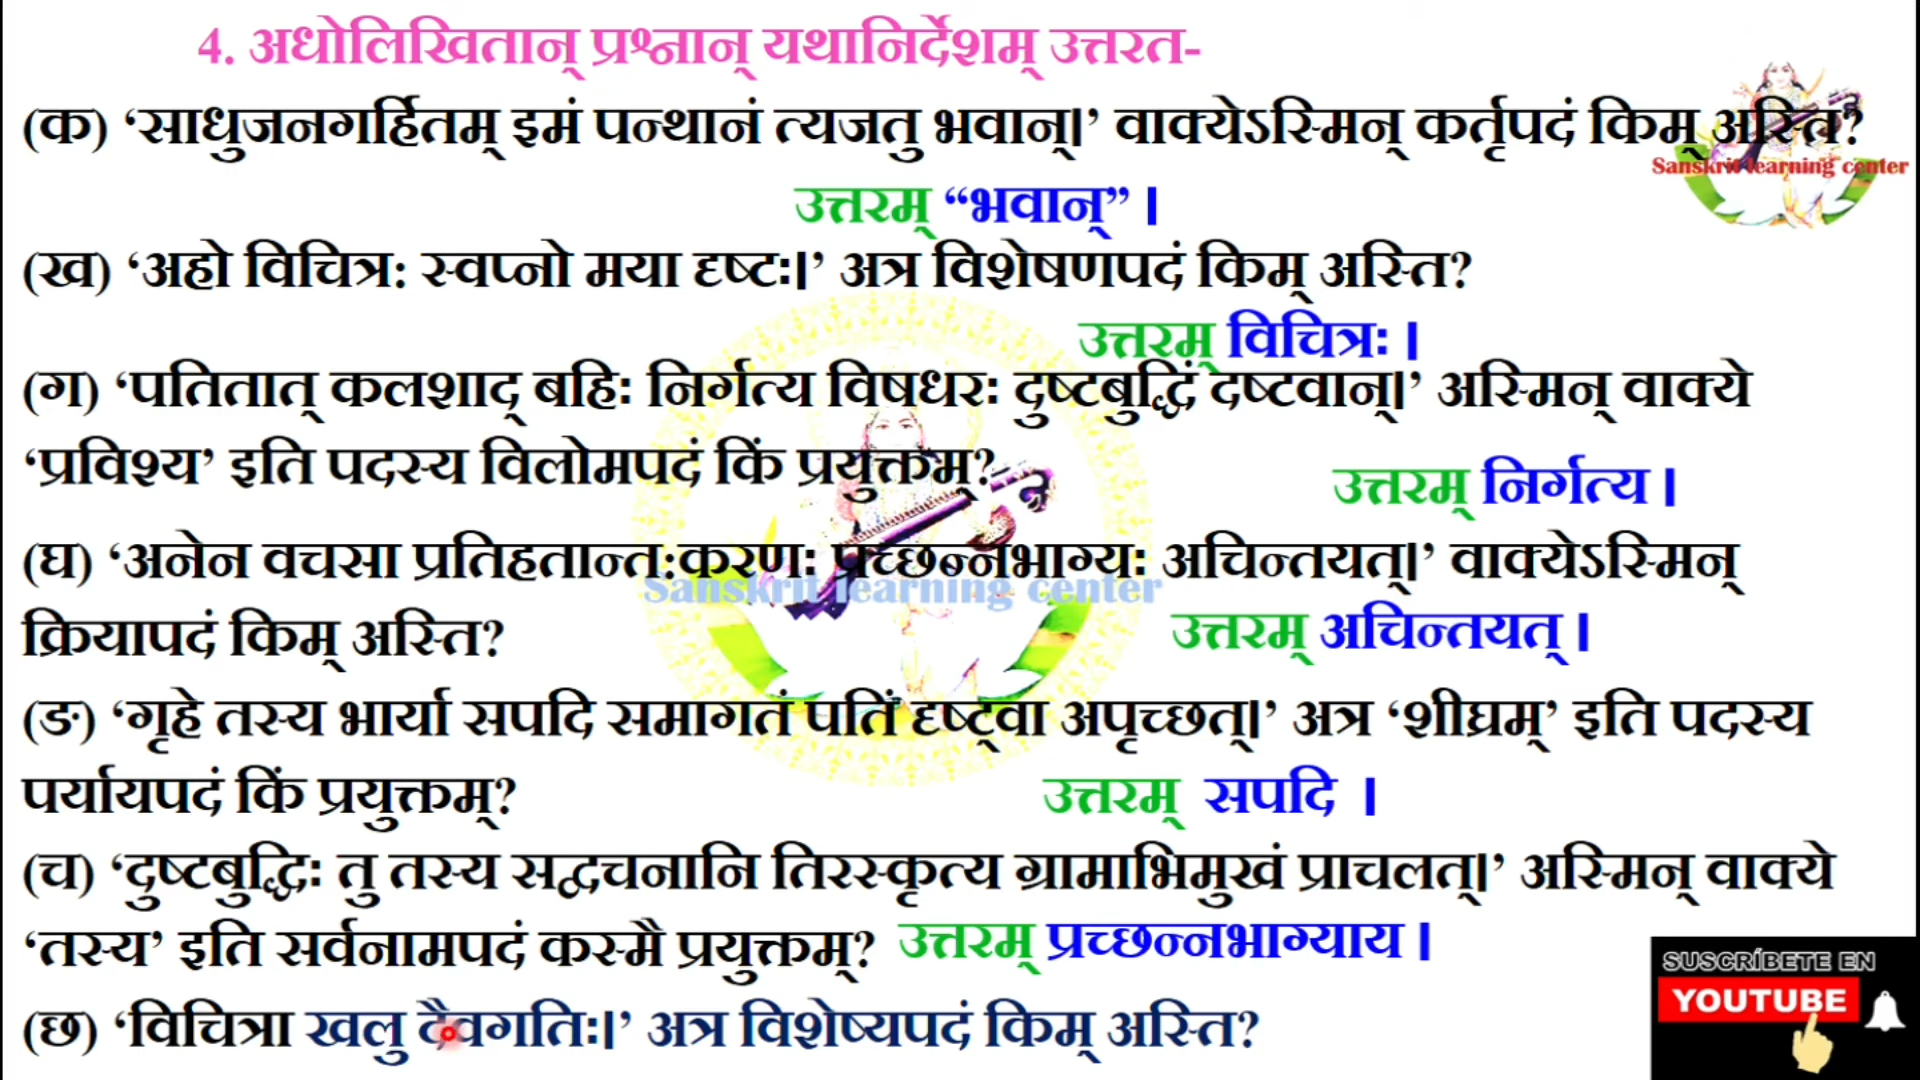 4. अधोलिखितान् प्रश्नान् यथानिर्देशम् उत्तरत-
(क) ‘साधुजनगर्हितम् इमं पन्थानं त्यजतु भवान्।’ वाक्येऽस्मिन् कर्तृपदं किम् अस्ति?
Sanskrit learning center
उत्तरम् “भवान्” ।
(ख) ‘अहो विचित्र: स्वप्नो मया दृष्टः।’ अत्र विशेषणपदं किम् अस्ति?
उत्तरम् विचित्रः ।
(ग) ‘पतितात् कलशाद् बहिः निर्गत्य विषधरः दुष्टबुद्धिं दष्टवान्।’ अस्मिन् वाक्ये
‘प्रविश्य’ इति पदस्य विलोमपदं किं प्रयुक्तम्?
उत्तरम् निर्गत्य ।
(घ) ‘अनेन वचसा प्रतिहतान्त:करणः प्रच्छन्नभाग्यः अचिन्तयत्।’ वाक्येऽस्मिन्
Sanskrit learning center
क्रियापदं किम् अस्ति?
उत्तरम् अचिन्तयत् ।
(ङ) ‘गृहे तस्य भार्या सपदि समागतं पतिं दृष्ट्वा अपृच्छत्।’ अत्र ‘शीघ्रम्’ इति पदस्य
पर्यायपदं किं प्रयुक्तम्?
उत्तरम् सपदि ।
(च) ‘दुष्टबुद्धिः तु तस्य सद्वचनानि तिरस्कृत्य ग्रामाभिमुखं प्राचलत्।’ अस्मिन् वाक्ये
‘तस्य’ इति सर्वनामपदं कस्मै प्रयुक्तम्?
उत्तरम् प्रच्छन्नभाग्याय ।
(छ) ‘विचित्रा खलु दैवगतिः।’ अत्र विशेष्यपदं किम् अस्ति?
SUSCRÍBETE EN
YOUTUBE